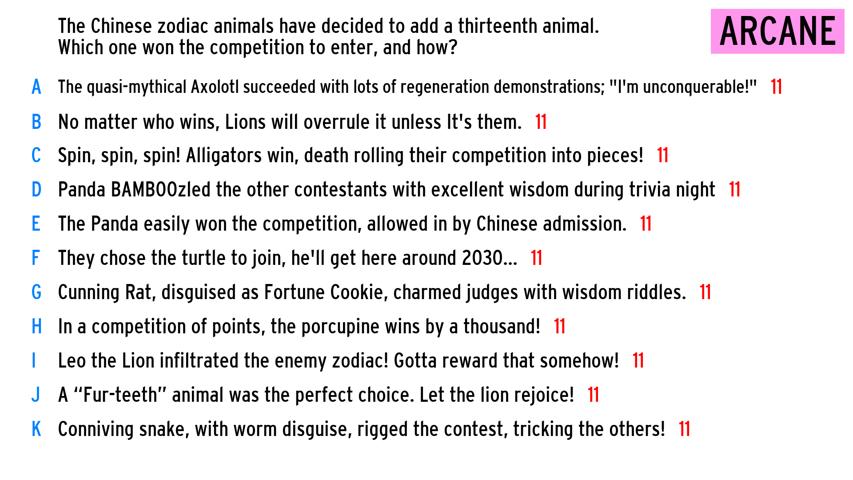 The Chinese zodiac animals have decided to add a thirteenth animal.
Which one won the competition to enter, and how?
ARCANE
A The quasi-mythical Axolotl succeeded with lots of regeneration demonstrations; "I'm unconquerable!" 11
B No matter who wins, Lions will overrule it unless It's them. 11
C Spin, spin, spin! Alligators win, death rolling their competition into pieces! 11
D Panda BAMBOOzled the other contestants with excellent wisdom during trivia night 11
E The Panda easily won the competition, allowed in by Chinese admission. 11
F They chose the turtle to join, he'll get here around 2030... 11
G Cunning Rat, disguised as Fortune Cookie, charmed judges with wisdom riddles. 11
H In a competition of points, the porcupine wins by a thousand! 11
I Leo the Lion infiltrated the enemy zodiac! Gotta reward that somehow! 11
J A “Fur-teeth” animal was the perfect choice. Let the lion rejoice! 11
K Conniving snake, with worm disguise, rigged the contest, tricking the others! 11